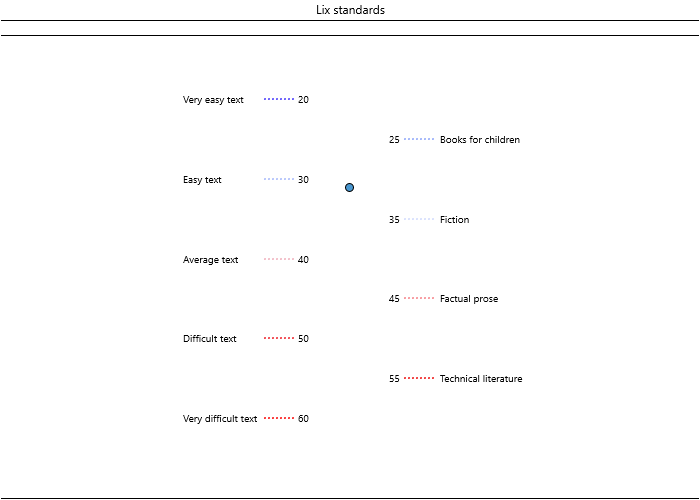 Lix standards
Very easy text 20
25 Books for children
Easy text 30
35 Fiction
Average text 40
45 Factual prose
Difficult text 50
55 Technical literature
Very difficult text 60